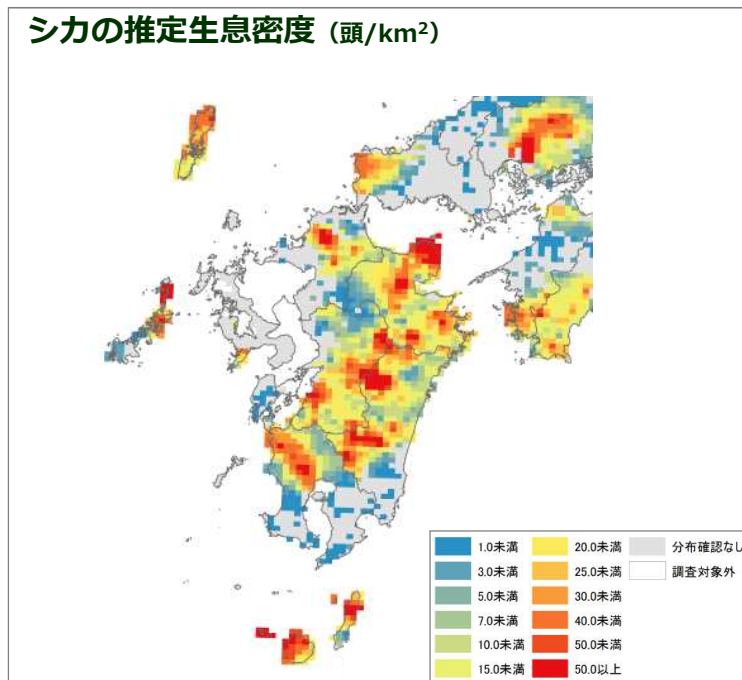 シカの推定生息密度（頭/km²）
1.0未満
3.0未満
5.0未満
7.0未満
10.0未満
15.0未満
20.0未満
25.0未満
30.0未満
40.0未満
50.0未満
50.0以上
分布確認なし
調査対象外